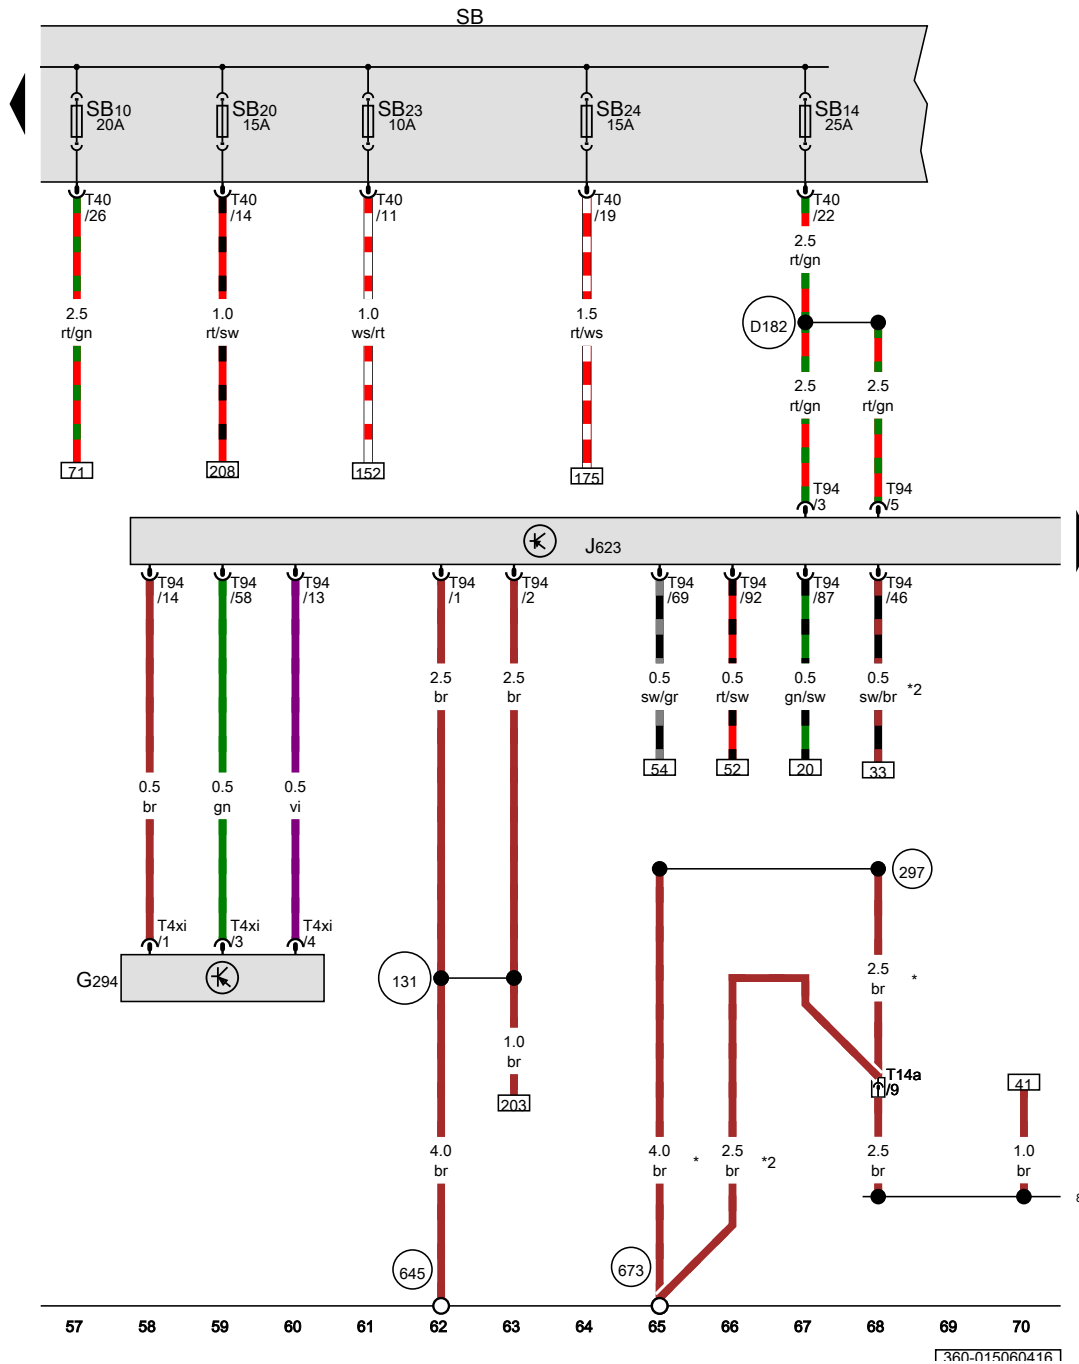 SB
SB10
20A
SB20
15A
SB23
10A
SB24
15A
SB14
25A
T40
/26
T40
/14
T40
/11
T40
/19
T40
/22
2.5
rt/gn
2.5
rt/gn
1.0
rt/sw
1.0
ws/rt
1.5
rt/ws
D182
2.5
rt/gn
2.5
rt/gn
71
208
152
175
T94
/3
T94
/5
J623
T94
/14
T94
/58
T94
/13
T94
/1
T94
/2
T94
/69
T94
/92
T94
/87
T94
/46
2.5
br
2.5
br
0.5
sw/gr
0.5
rt/sw
0.5
gn/sw
0.5
sw/br
*2
54
52
20
33
0.5
br
0.5
gn
0.5
vi
297
T4xi
/1
T4xi
/3
T4xi
/4
G294
131
2.5
br
*
1.0
br
T14a
/9
41
203
4.0
br
4.0
br
*
2.5
br
*2
2.5
br
1.0
br
645
673
57 58 59 60 61 62 63 64 65 66 67 68 69 70
360-015060416